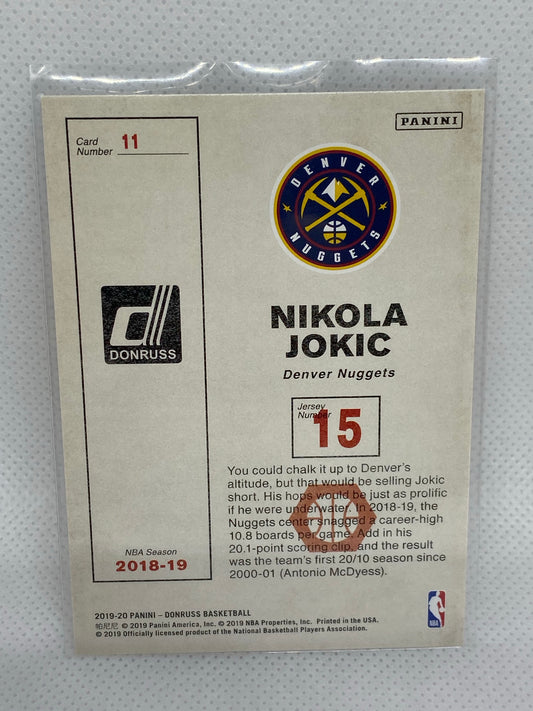 PANINI
Card
Number 11
DENVER
NUGGETS
DONRUSS
NIKOLA
JOKIC
Denver Nuggets
Jersey
Number
15
You could chalk it up to Denver's
altitude, but that would be selling Jokic
short. His hops would be just as prolific
if he were underwater. In 2018-19, the
Nuggets center snagged a career-high
10.8 boards per game. Add in his
20.1-point scoring clip, and the result
was the team's first 20/10 season since
2000-01 (Antonio McDyess).
NBA Season
2018-19
2019-20 PANINI – DONRUSS BASKETBALL
帕尼尼 © 2019 Panini America, Inc. © 2019 NBA Properties, Inc. Printed in the USA.
© 2019 Officially licensed product of the National Basketball Players Association.
NBA